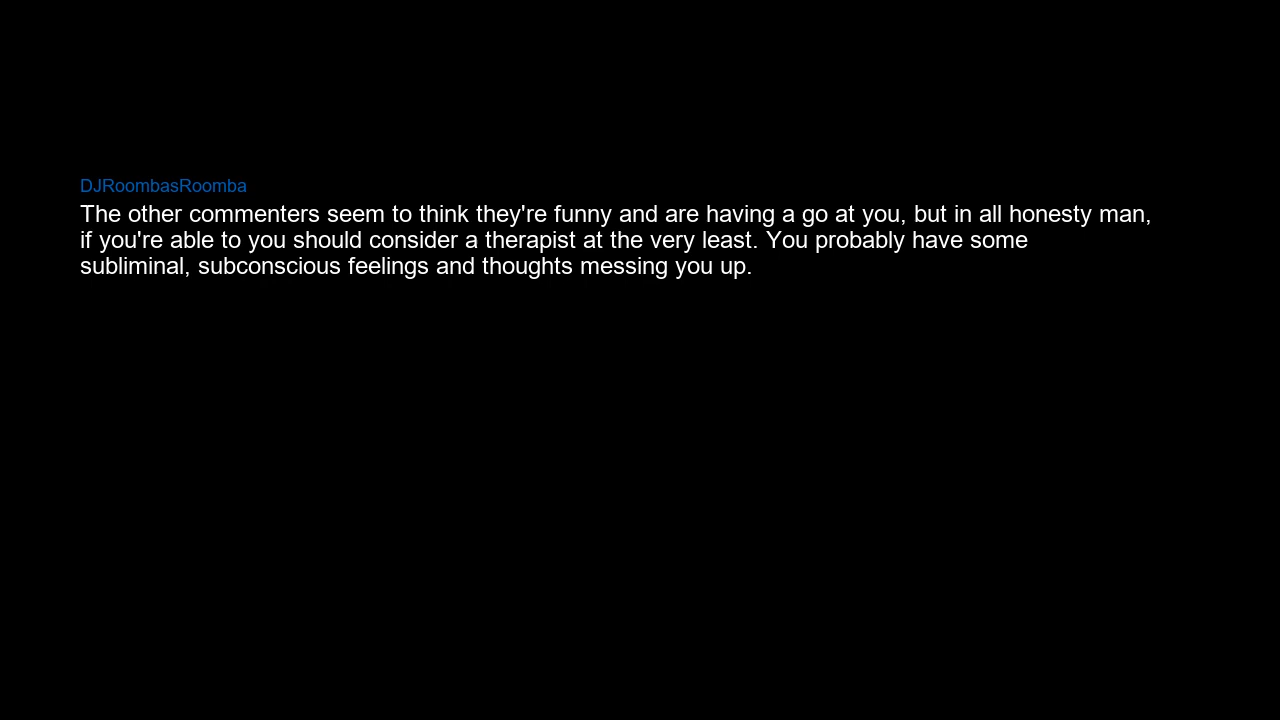 DJRoombasRoomba
The other commenters seem to think they're funny and are having a go at you, but in all honesty man,
if you're able to you should consider a therapist at the very least. You probably have some
subliminal, subconscious feelings and thoughts messing you up.